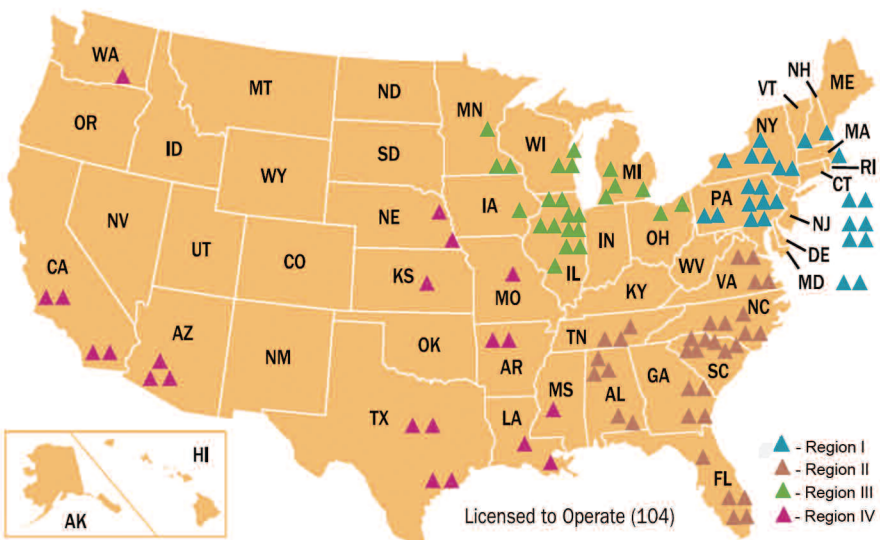 NH
VT
ME
WA
MT
ND
MN
OR
NY
MA
WI
ID
SD
MI
RI
WY
CT
PA
IA
NE
NV
NJ
UT
IN
OH
CO
DE
CA
WV
IL
KS
VA
MD
KY
MO
NC
AZ
TN
OK
NM
AR
SC
GA
MS
AL
TX
LA
HI
- Region I
- Region II
FL
- Region III
AK
Licensed to Operate (104)
- Region IV